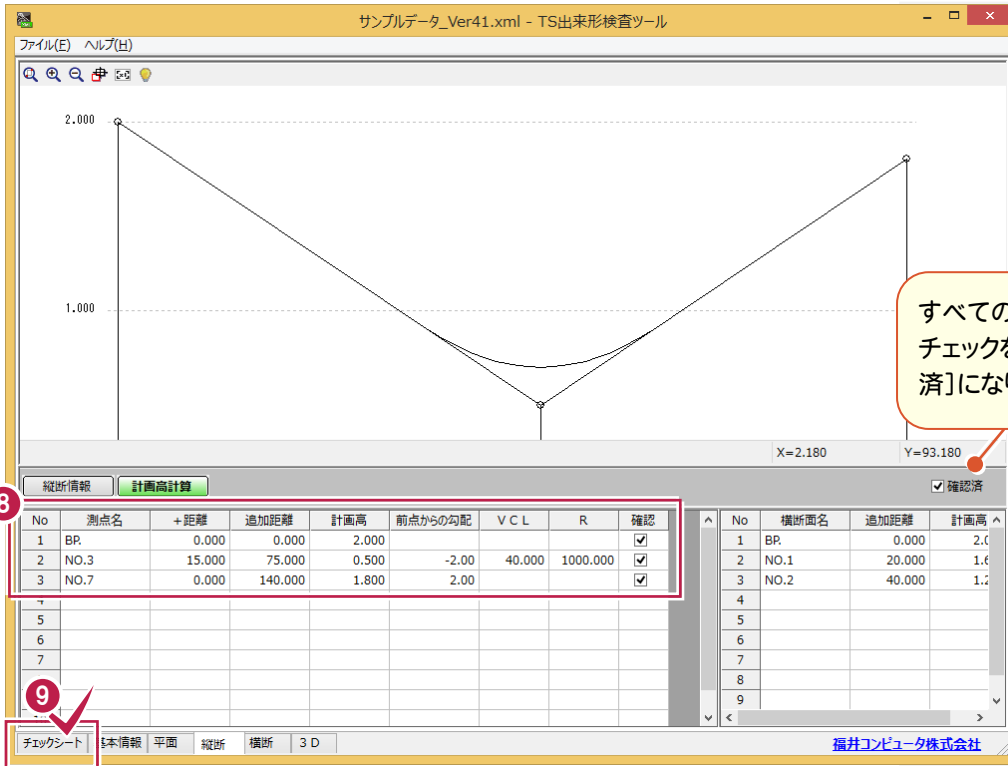 サンプルデータ_Ver41.xml - TS出来形検査ツール
ファイル(F) ヘルプ(H)
2.000
1.000
すべての
チェックを
済]にな
X=2.180 Y=93.180
縦断情報 計画高計算 確認済
8
No 測点名 +距離 追加距離 計画高 前点からの勾配 VCL R 確認 No 横断面名 追加距離 計画高
1 BP. 0.000 0.000 2.000 1 BP. 0.000
2 NO.3 15.000 75.000 0.500 -2.00 40.000 1000.000 2 NO.1 20.000
3 NO.7 0.000 140.000 1.800 2.00 3 NO.2 40.000
4 4
5 5
6 6
7 7
8
9
9
チェックシート 基本情報 平面 縦断 横断 3D 福井コンピュータ株式会社